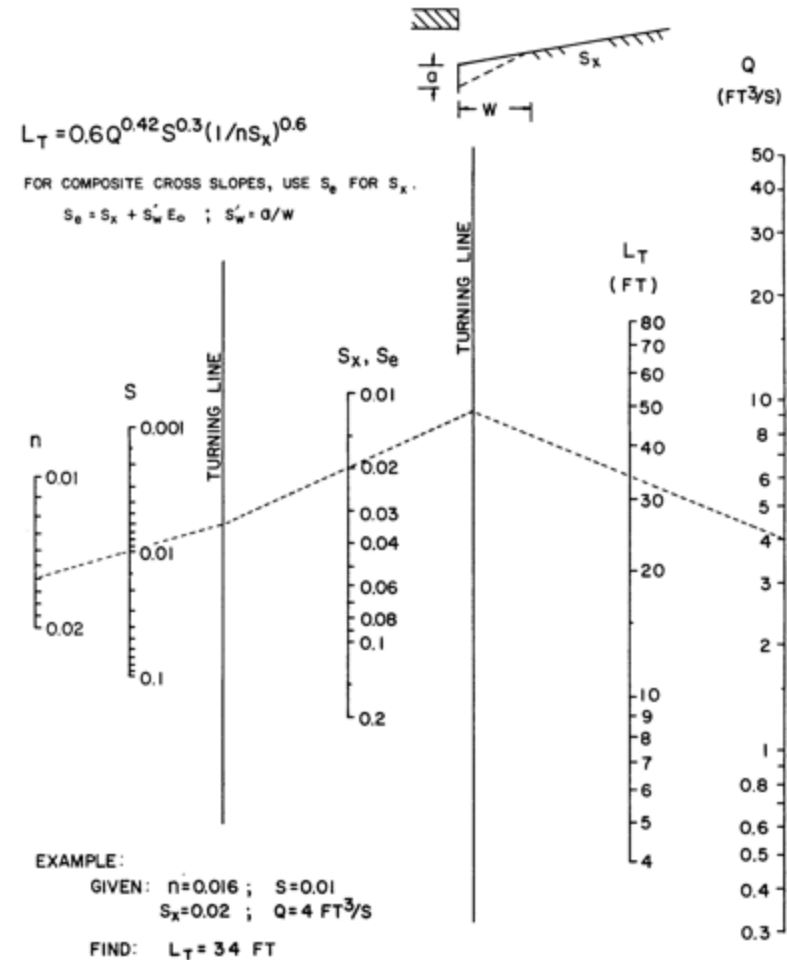 a
W
Sx
Q
(FT³/S)
L_T = 0.6Q^0.42 S^0.3 (1/nSx)^0.6
FOR COMPOSITE CROSS SLOPES, USE Se FOR Sx.
Se = Sx + S'w Eo ; S'w = a/W
n
0.01
0.02
S
0.001
0.01
0.1
TURNING LINE
Sx, Se
0.01
0.02
0.03
0.04
0.06
0.08
0.1
0.2
TURNING LINE
L_T
(FT)
80
70
60
50
40
30
20
10
9
8
7
6
5
4
50
40
30
20
10
8
6
5
4
3
2
1
0.8
0.6
0.5
0.4
0.3
EXAMPLE:
GIVEN: n=0.016 ; S=0.01
Sx=0.02 ; Q=4 FT³/S
FIND: L_T = 34 FT